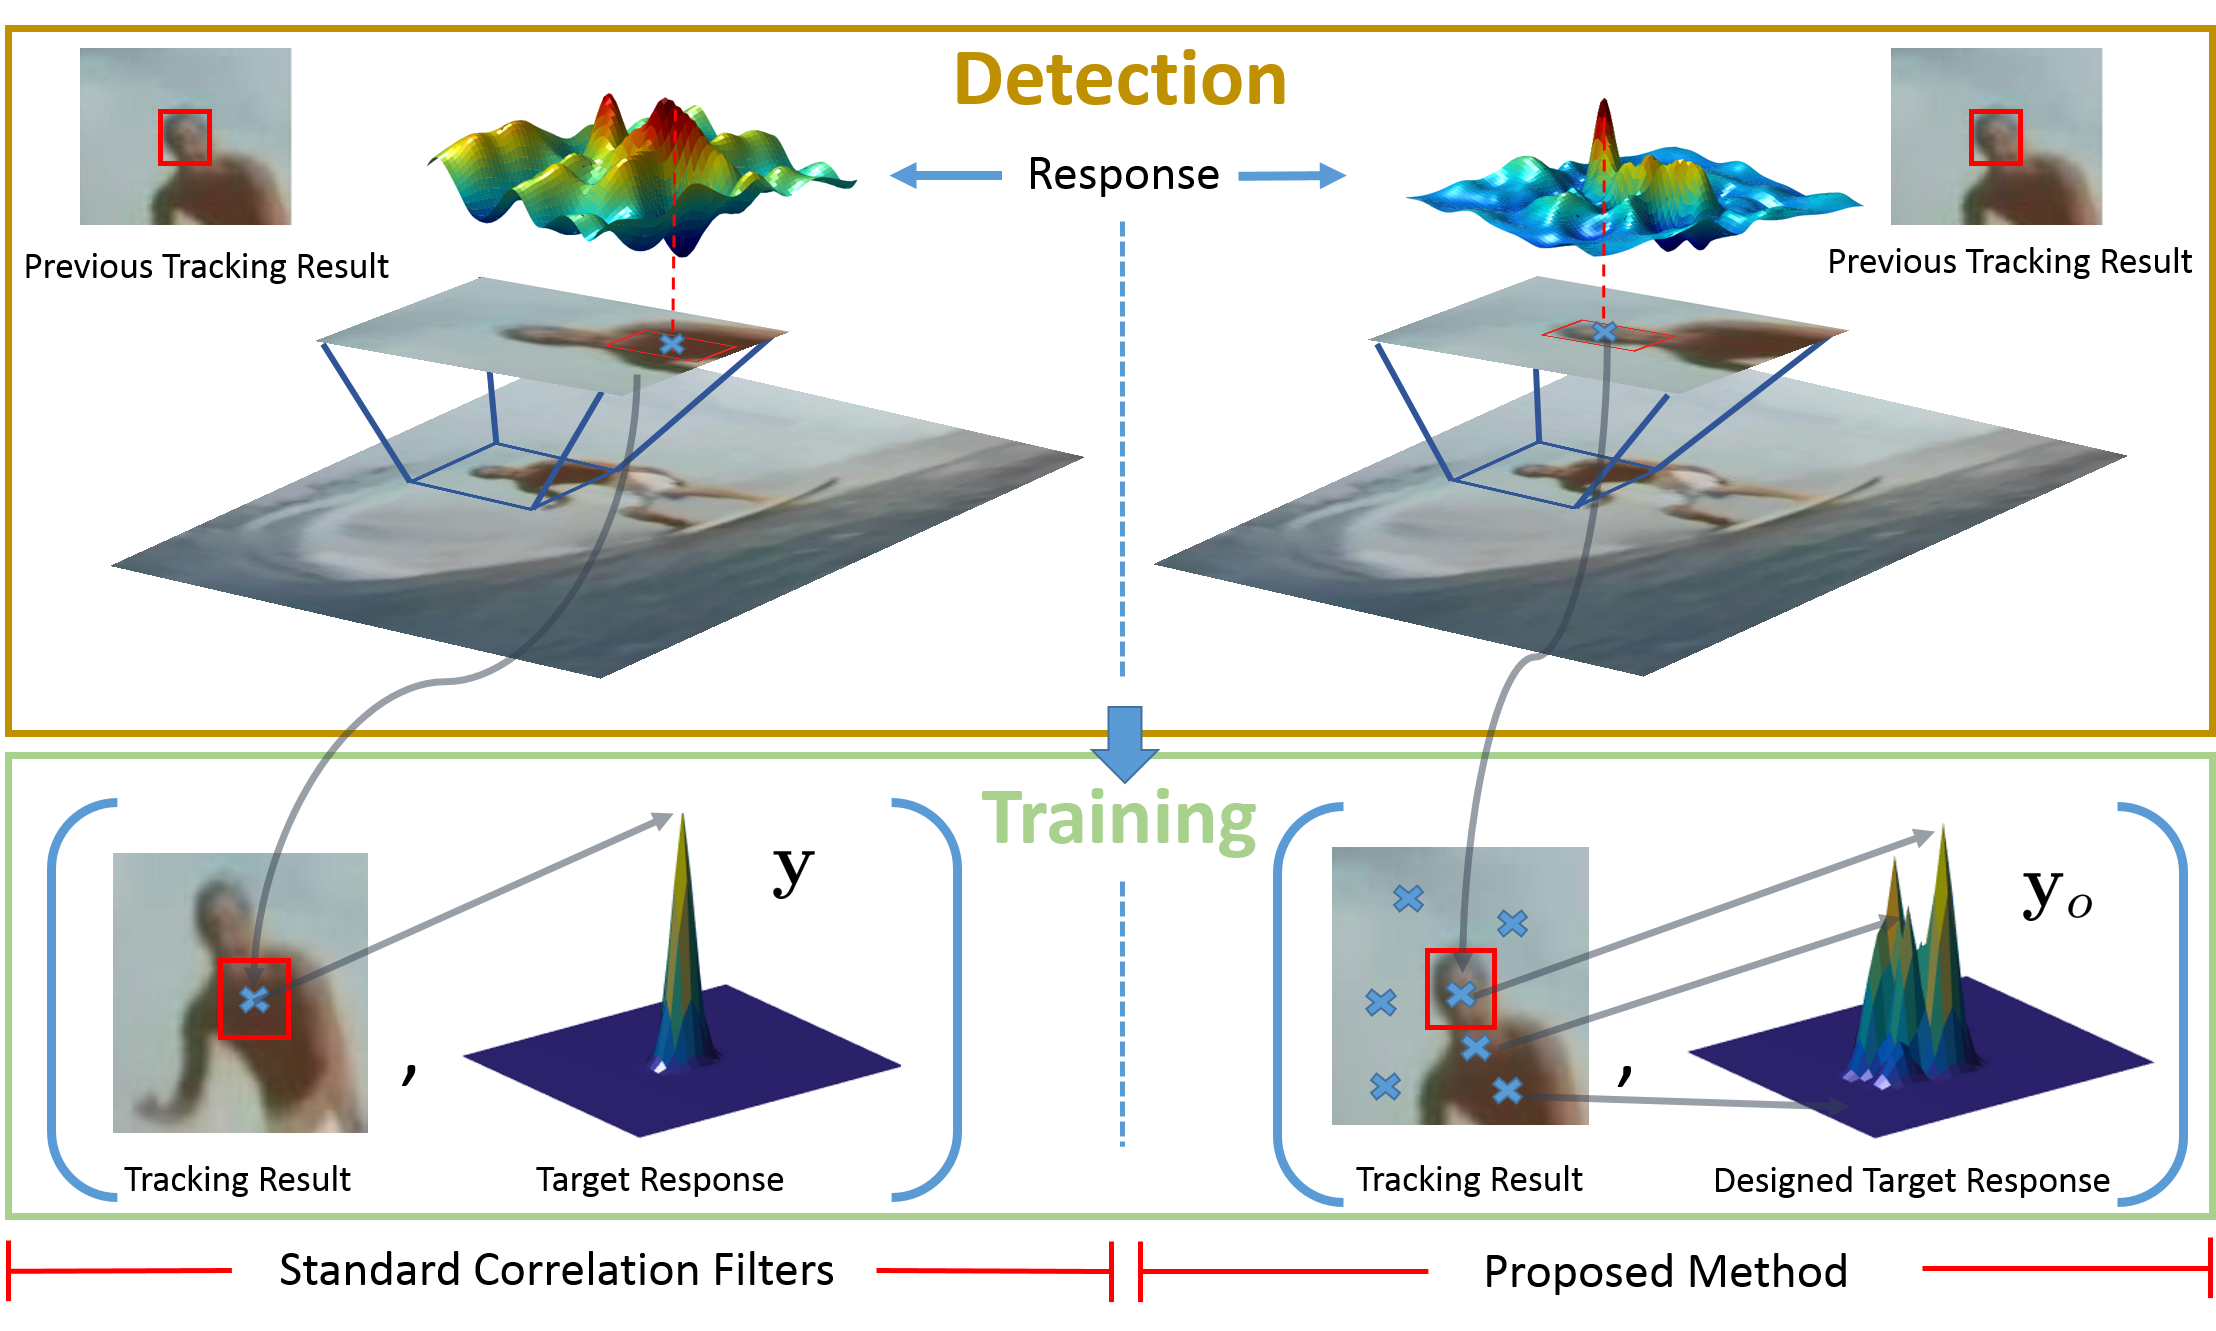 Detection
Response
Previous Tracking Result
Previous Tracking Result
Training
y
y_o
,
,
Tracking Result
Target Response
Tracking Result
Designed Target Response
Standard Correlation Filters
Proposed Method